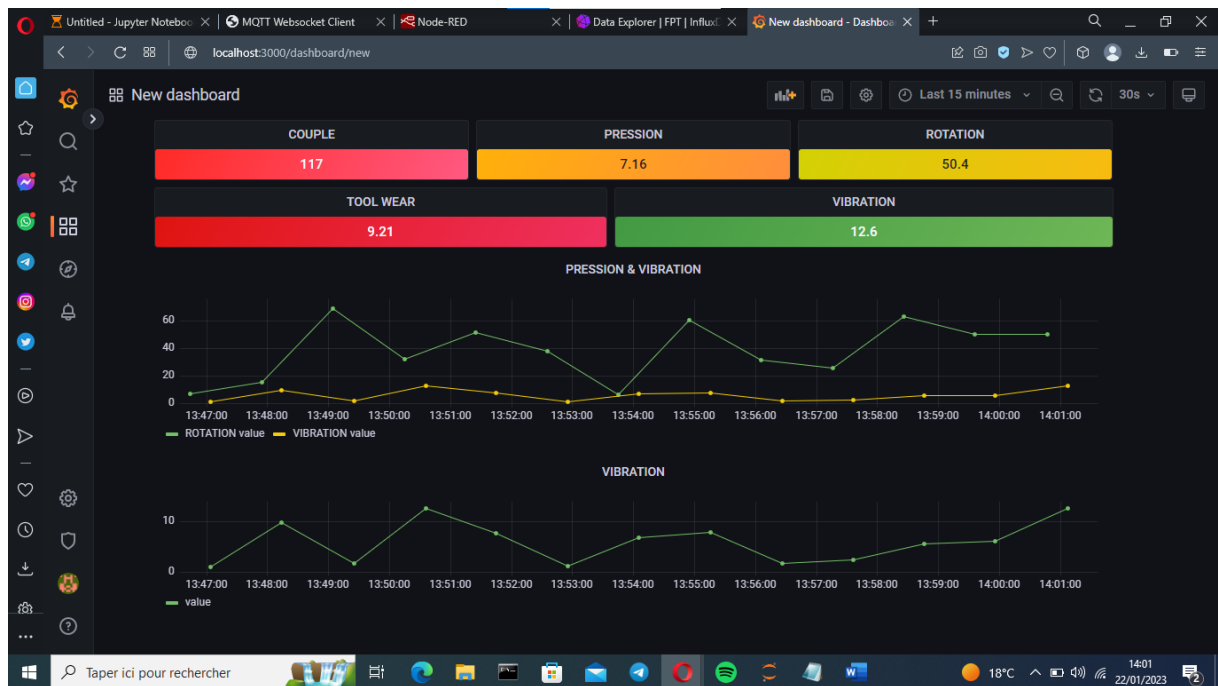 Untitled - Jupyter Noteboo
MQTT Websocket Client
Node-RED
Data Explorer | FPT | Influx
New dashboard - Dashboa
localhost:3000/dashboard/new
New dashboard
Last 15 minutes
30s
COUPLE
117
PRESSION
7.16
ROTATION
50.4
TOOL WEAR
9.21
VIBRATION
12.6
PRESSION & VIBRATION
60
40
20
0
13:47:00 13:48:00 13:49:00 13:50:00 13:51:00 13:52:00 13:53:00 13:54:00 13:55:00 13:56:00 13:57:00 13:58:00 13:59:00 14:00:00 14:01:00
ROTATION value VIBRATION value
VIBRATION
10
0
13:47:00 13:48:00 13:49:00 13:50:00 13:51:00 13:52:00 13:53:00 13:54:00 13:55:00 13:56:00 13:57:00 13:58:00 13:59:00 14:00:00 14:01:00
value
Taper ici pour rechercher
18°C
14:01
22/01/2023
2